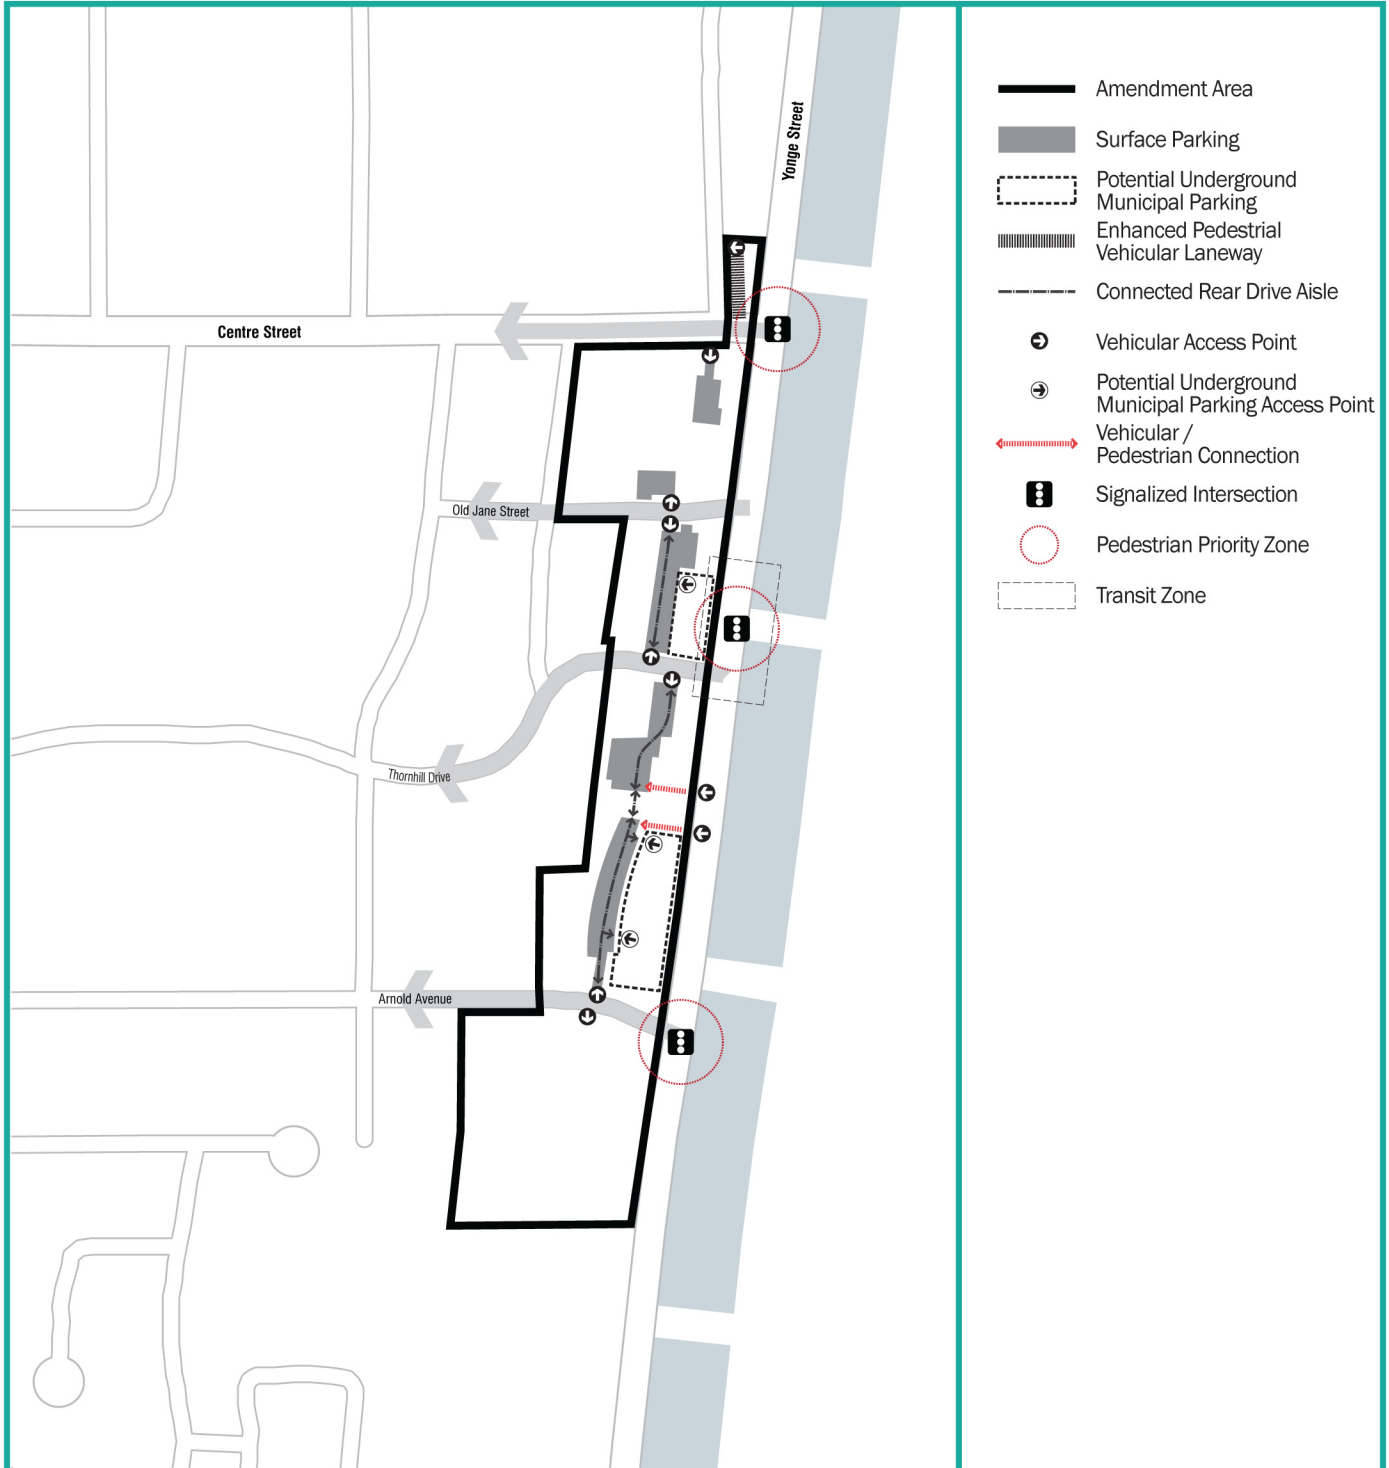 Yonge Street
Centre Street
Old Jane Street
Thornhill Drive
Arnold Avenue
Amendment Area
Surface Parking
Potential Underground
Municipal Parking
Enhanced Pedestrial
Vehicular Laneway
Connected Rear Drive Aisle
Vehicular Access Point
Potential Underground
Municipal Parking Access Point
Vehicular /
Pedestrian Connection
Signalized Intersection
Pedestrian Priority Zone
Transit Zone